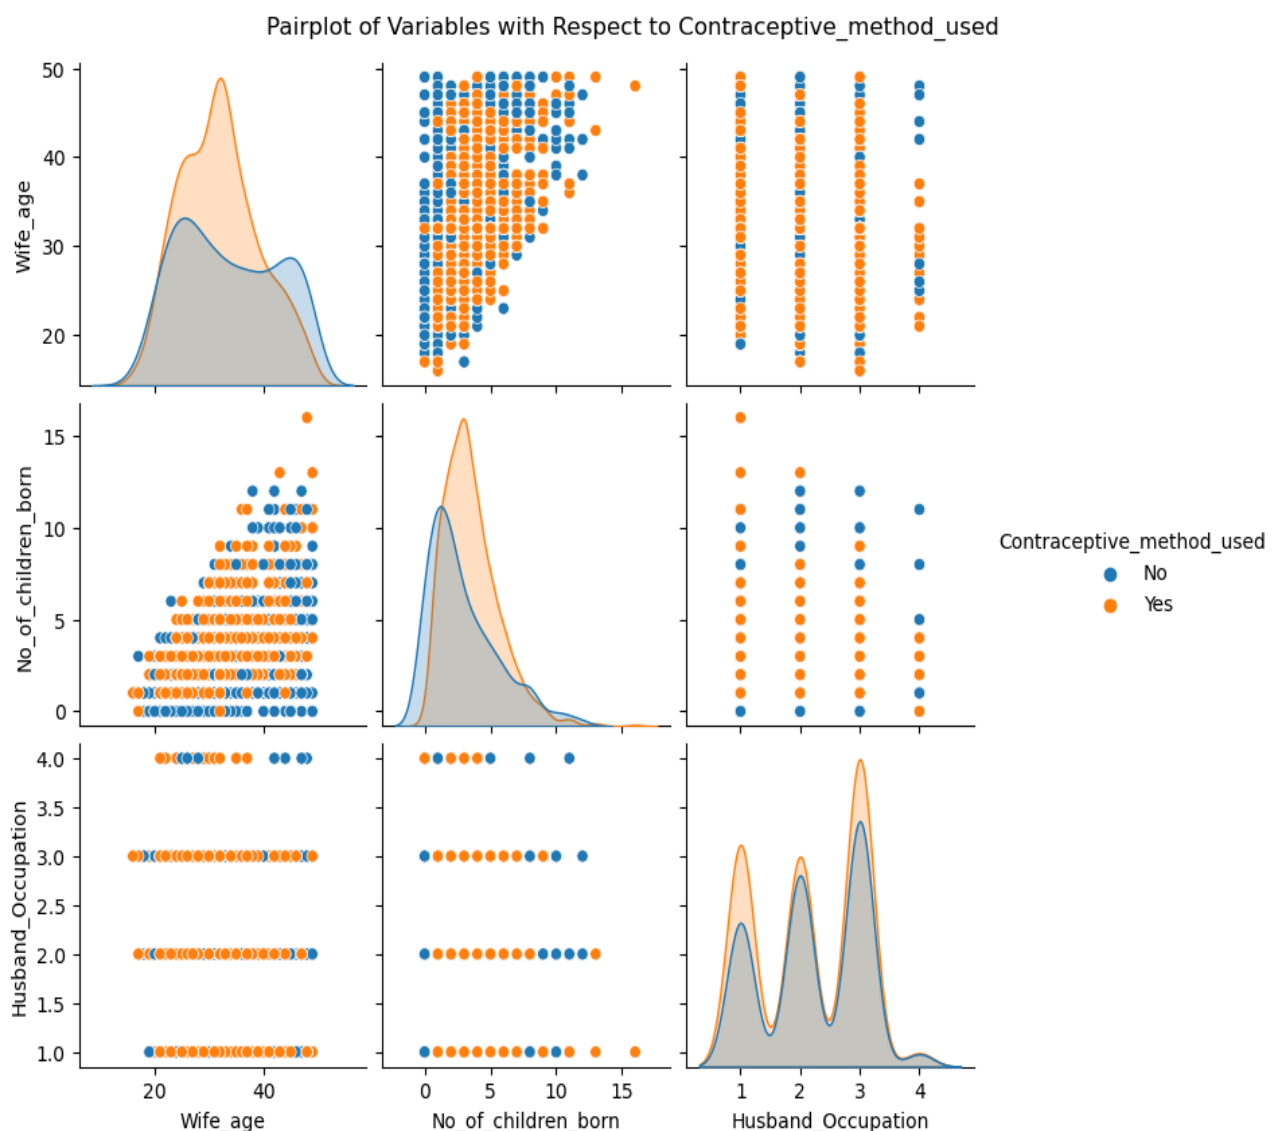 Pairplot of Variables with Respect to Contraceptive_method_used
50
40
30
20
Wife_age
15
10
5
0
No_of_children_born
Contraceptive_method_used
No
Yes
4.0
3.5
3.0
2.5
2.0
1.5
1.0
Husband_Occupation
20 40
0 5 10 15
1 2 3 4
Wife_age
No_of_children_born
Husband_Occupation